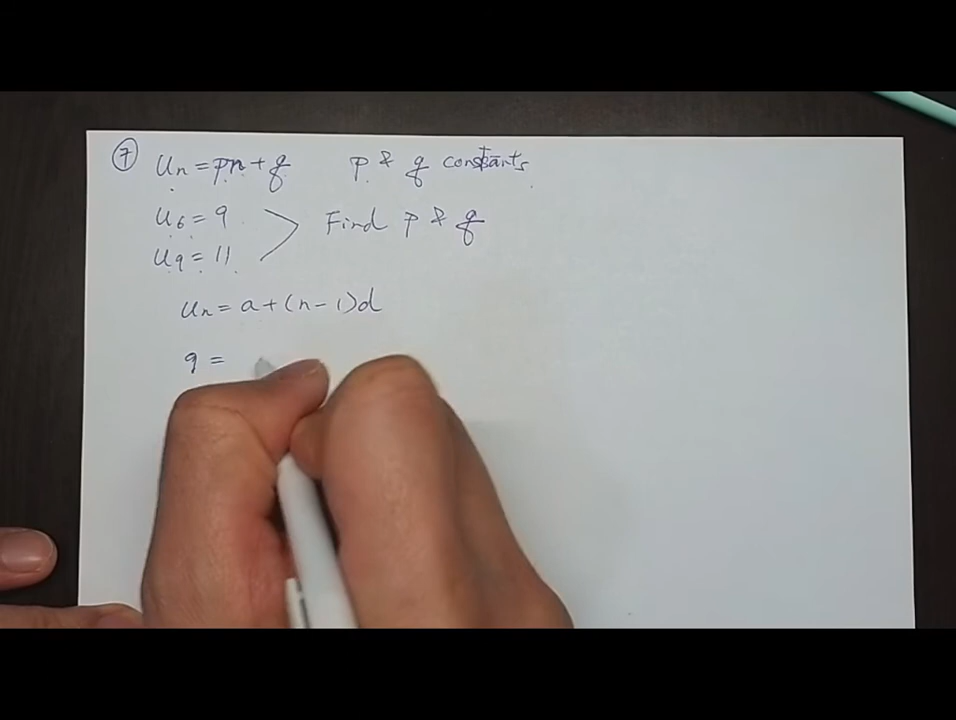 ⑦ Un = pn + q p & q constants
U6 = 9
Find p & q
U9 = 11
Un = a + (n - 1)d
9 =